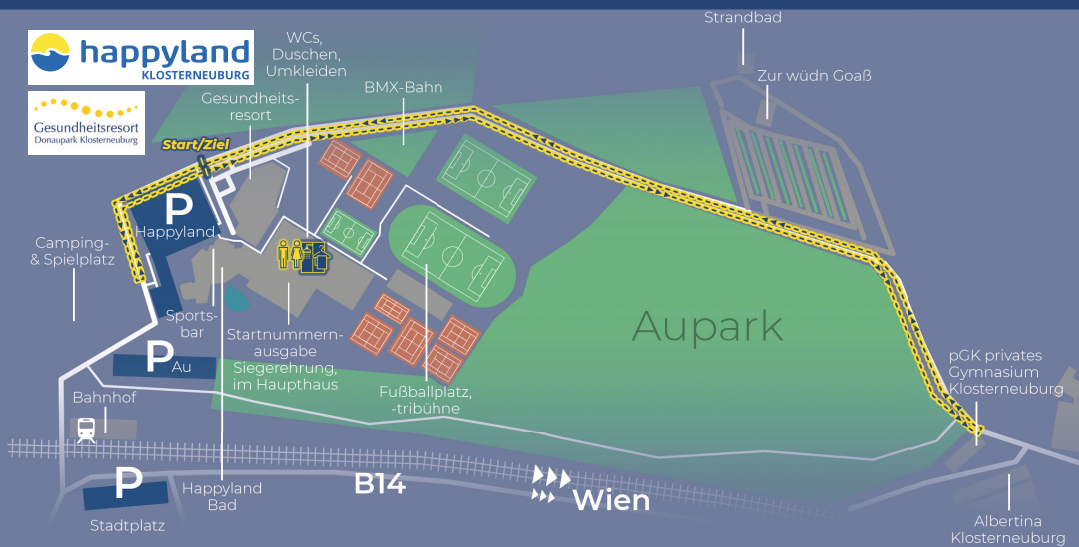 happyland
KLOSTERNEUBURG
Gesundheitsresort
Donaupark Klosterneuburg
Strandbad
Zur wüdn Goaß
WCs,
Duschen,
Umkleiden
BMX-Bahn
Gesundheits-
resort
Start/Ziel
P
Happyland
Camping-
& Spielplatz
Sports-
bar
Startnummern-
ausgabe
Siegerehrung,
im Haupthaus
Aupark
P
Au
Fußballplatz,
-tribühne
pGK privates
Gymnasium
Klosterneuburg
Bahnhof
P
Stadtplatz
Happyland
Bad
B14
Wien
Albertina
Klosterneuburg